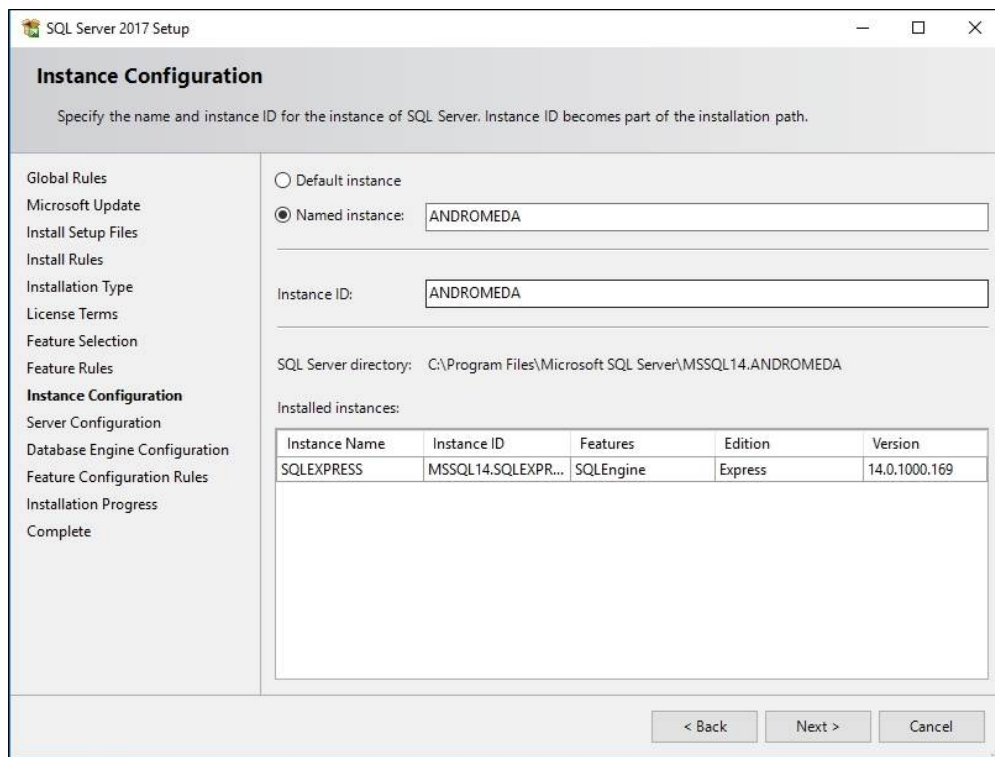 SQL Server 2017 Setup
Instance Configuration
Specify the name and instance ID for the instance of SQL Server. Instance ID becomes part of the installation path.
Global Rules
Microsoft Update
Install Setup Files
Install Rules
Installation Type
License Terms
Feature Selection
Feature Rules
Instance Configuration
Server Configuration
Database Engine Configuration
Feature Configuration Rules
Installation Progress
Complete
Default instance
Named instance: ANDROMEDA
Instance ID: ANDROMEDA
SQL Server directory: C:\Program Files\Microsoft SQL Server\MSSQL14.ANDROMEDA
Installed instances:
Instance Name Instance ID Features Edition Version
SQLEXPRESS MSSQL14.SQLEXPR... SQLEngine Express 14.0.1000.169
< Back Next > Cancel